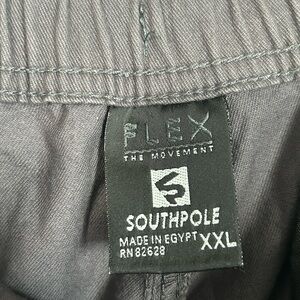 FLEX
THE MOVEMENT
SOUTHPOLE
MADE IN EGYPT XXL
RN 82628